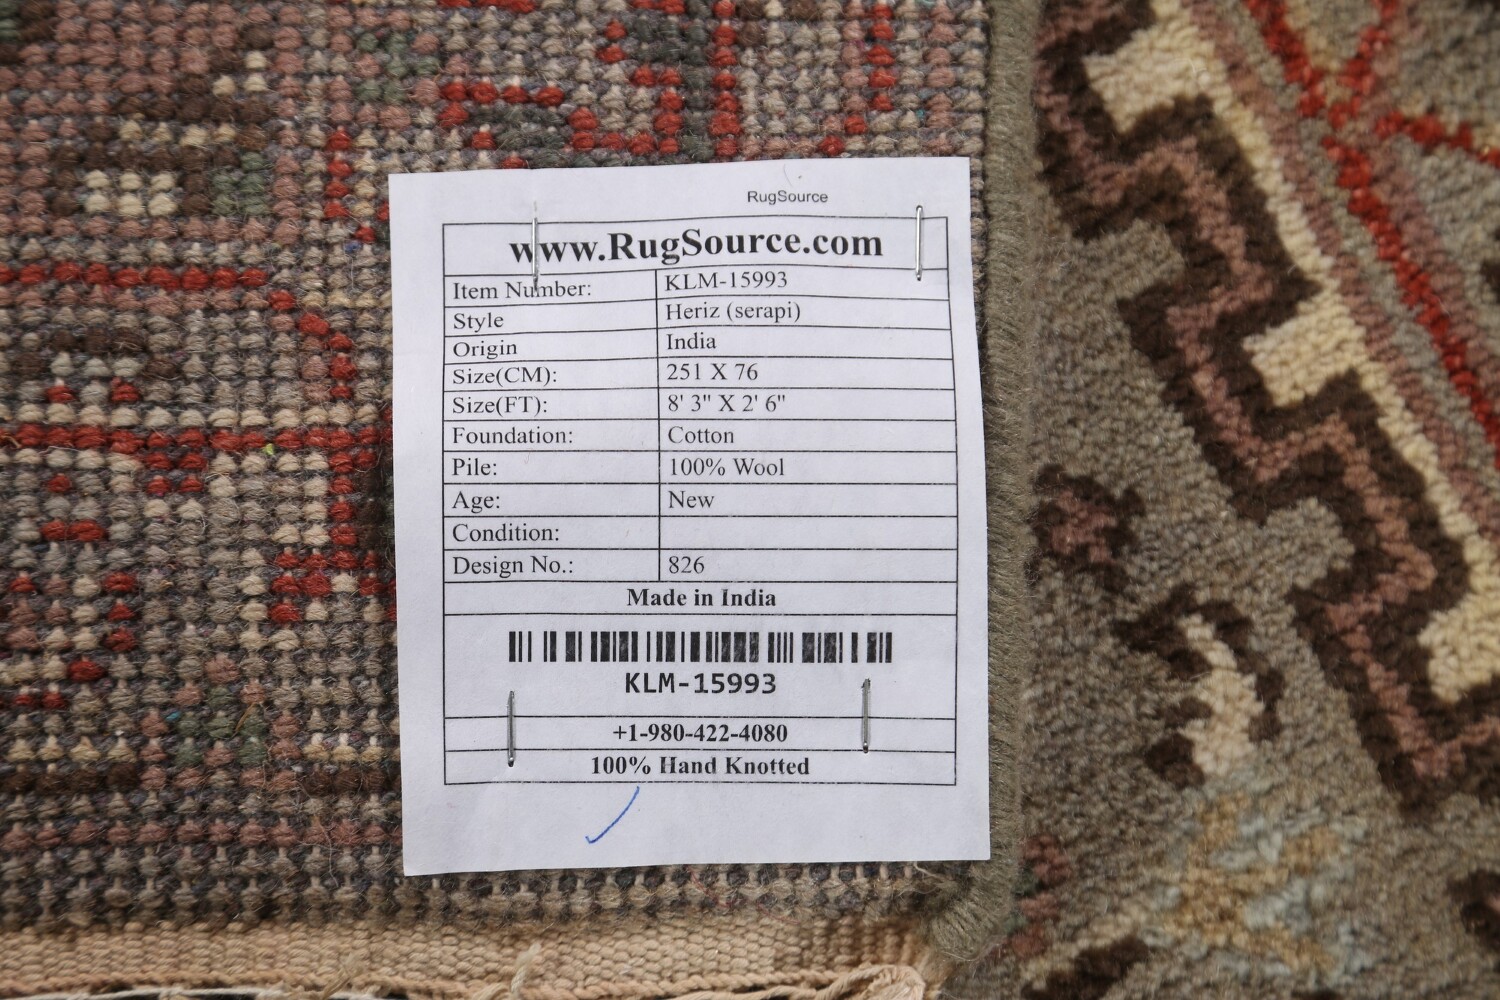 RugSource
www.RugSource.com
Item Number: KLM-15993
Style Heriz (serapi)
Origin India
Size(CM): 251 X 76
Size(FT): 8' 3" X 2' 6"
Foundation: Cotton
Pile: 100% Wool
Age: New
Condition:
Design No.: 826
Made in India
KLM-15993
+1-980-422-4080
100% Hand Knotted